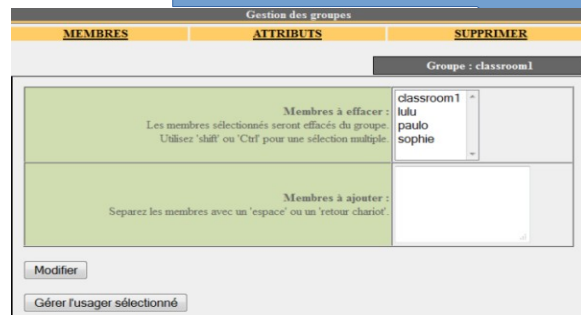 Gestion des groupes
MEMBRES ATTRIBUTS SUPPRIMER
Groupe : classroom1
Membres à effacer :
Les membres sélectionnés seront effacés du groupe.
Utilisez 'shift' ou 'Ctrl' pour une sélection multiple.
classroom1
lulu
paulo
sophie
Membres à ajouter :
Separez les membres avec un 'espace' ou un 'retour chariot'.
Modifier
Gérer l'usager sélectionné